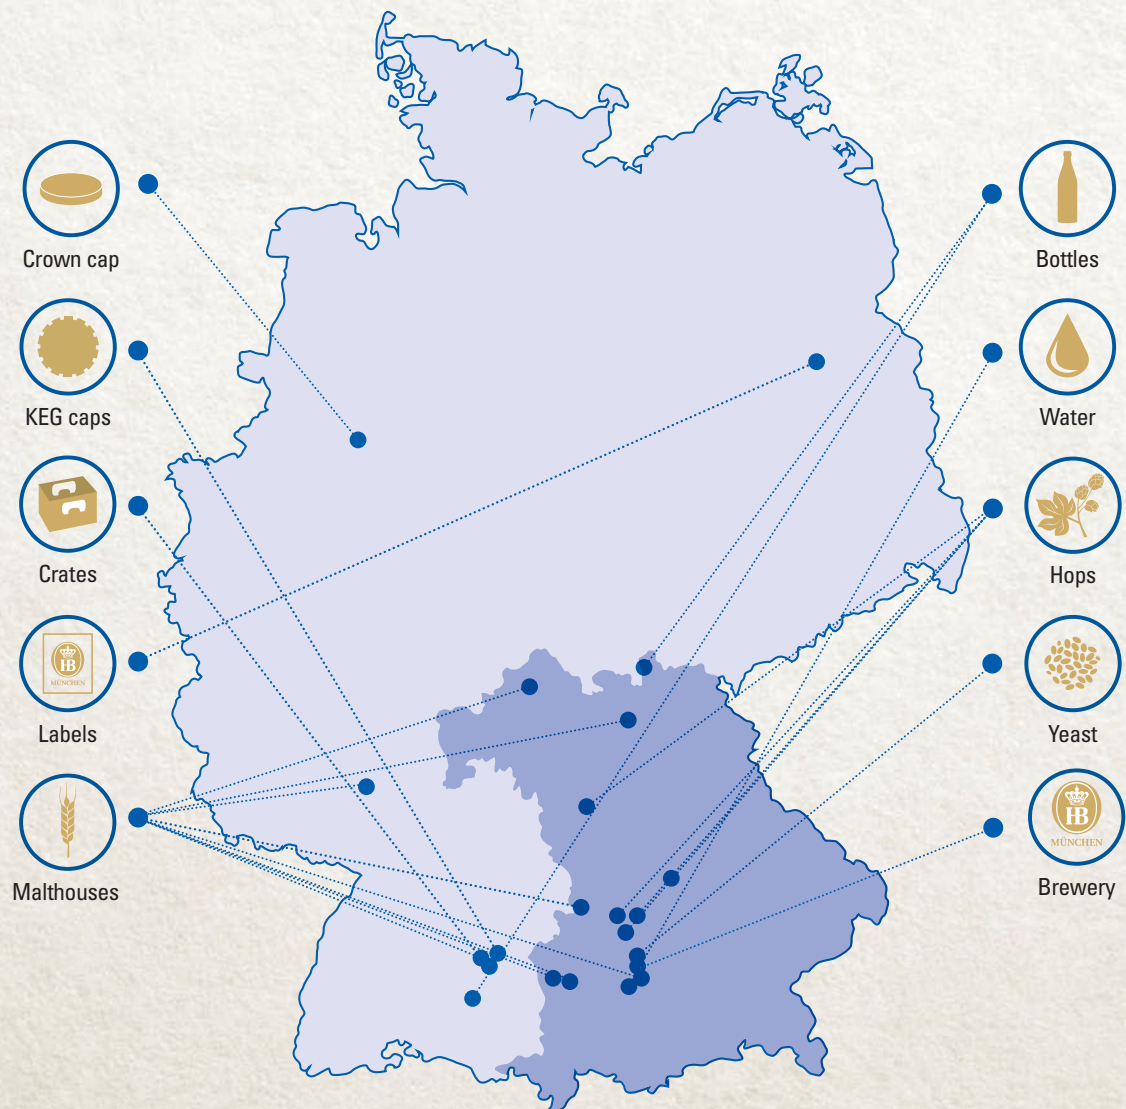 Crown cap
KEG caps
Crates
HB
MÜNCHEN
Labels
Malthouses
Bottles
Water
Hops
Yeast
HB
MÜNCHEN
Brewery